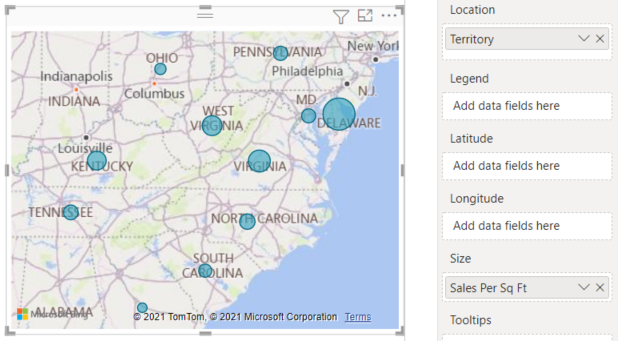 OHIO
PENNSYLVANIA
New York
Indianapolis
Columbus
Philadelphia
INDIANA
MD
N.J.
WEST
VIRGINIA
DELAWARE
Louisville
KENTUCKY
VIRGINIA
TENNESSEE
NORTH CAROLINA
SOUTH
CAROLINA
ALABAMA
Microsoft Bing
© 2021 TomTom, © 2021 Microsoft Corporation Terms
Location
Territory
Legend
Add data fields here
Latitude
Add data fields here
Longitude
Add data fields here
Size
Sales Per Sq Ft
Tooltips